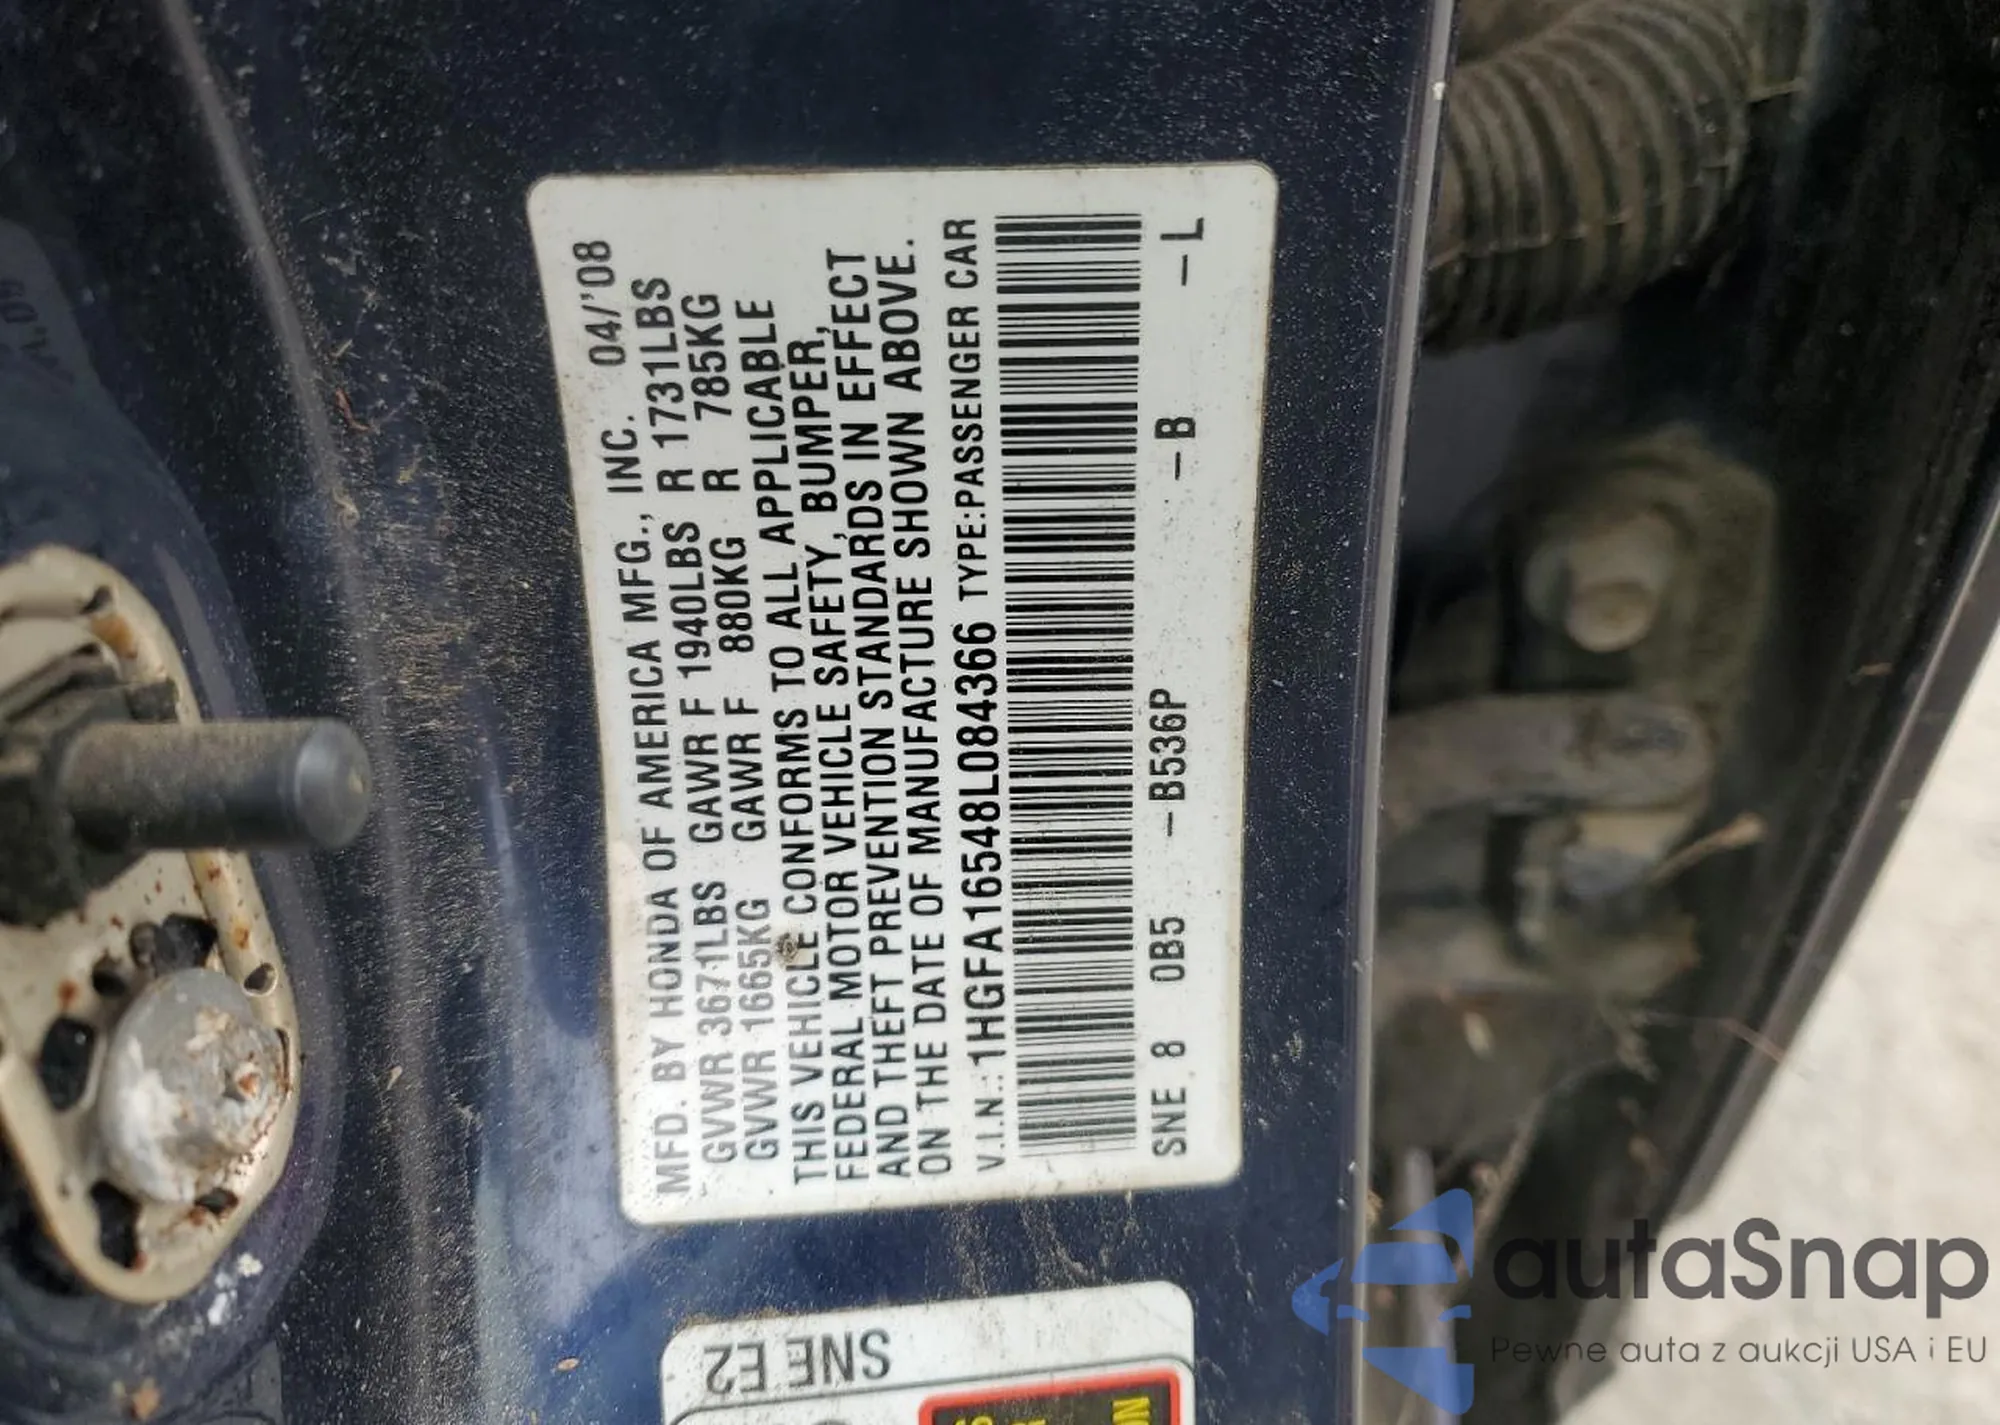 MFD. BY HONDA OF AMERICA MFG., INC. 04/'08
GVWR 3671LBS GAWR F 1940LBS R 1731LBS
GVWR 1665KG GAWR F 880KG R 785KG
THIS VEHICLE CONFORMS TO ALL APPLICABLE
FEDERAL MOTOR VEHICLE SAFETY, BUMPER,
AND THEFT PREVENTION STANDARDS IN EFFECT
ON THE DATE OF MANUFACTURE SHOWN ABOVE.
V.I.N.:1HGFA16548L084366 TYPE:PASSENGER CAR
SNE 8 0B5 –B536P –B –L
SNE E2
autaSnap
Pewne auta z aukcji USA i EU